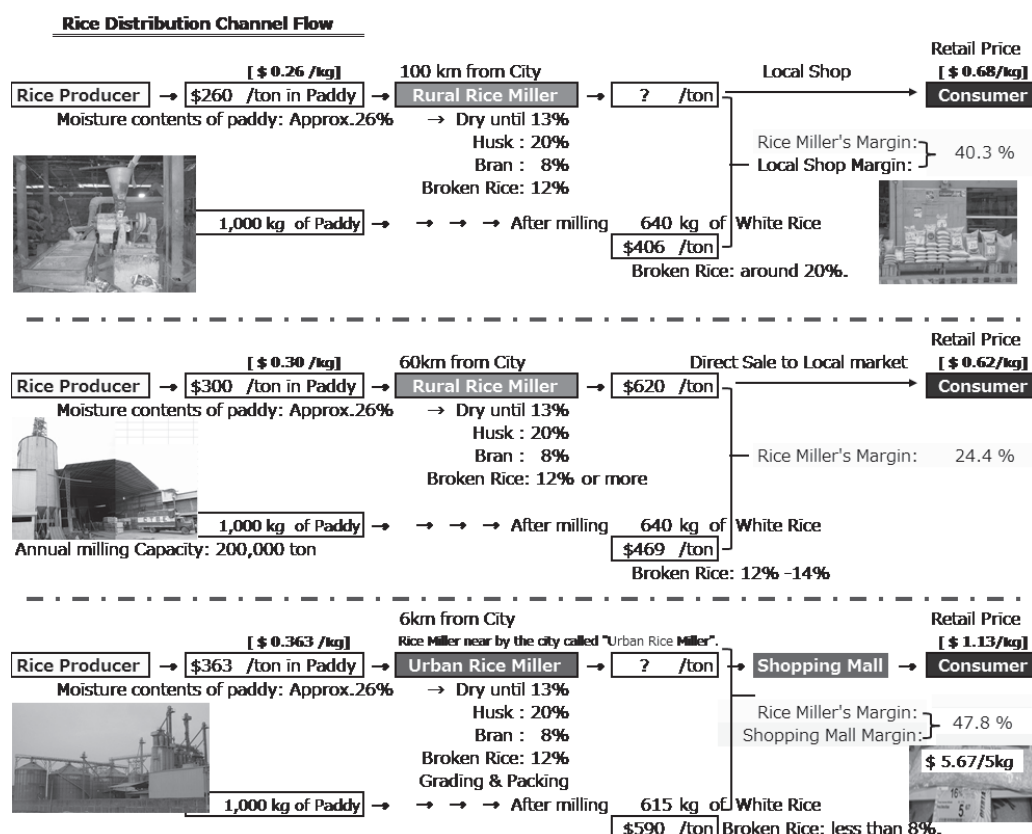 Rice Distribution Channel Flow
Retail Price
[ $ 0.26 /kg] 100 km from City Local Shop [ $ 0.68/kg]
Rice Producer → $260 /ton in Paddy → Rural Rice Miller → ? /ton Consumer
Moisture contents of paddy: Approx.26% → Dry until 13%
Husk : 20% Rice Miller's Margin:
Bran : 8% Local Shop Margin: 40.3 %
Broken Rice: 12%
1,000 kg of Paddy → → → → After milling 640 kg of White Rice
$406 /ton
Broken Rice: around 20%.
Retail Price
[ $ 0.30 /kg] 60km from City Direct Sale to Local market [ $ 0.62/kg]
Rice Producer → $300 /ton in Paddy → Rural Rice Miller → $620 /ton Consumer
Moisture contents of paddy: Approx.26% → Dry until 13%
Husk : 20%
Bran : 8% Rice Miller's Margin: 24.4 %
Broken Rice: 12% or more
1,000 kg of Paddy → → → → After milling 640 kg of White Rice
Annual milling Capacity: 200,000 ton $469 /ton
Broken Rice: 12% -14%
6km from City Retail Price
[ $ 0.363 /kg] Rice Miller near by the city called "Urban Rice Miller". [ $ 1.13/kg]
Rice Producer → $363 /ton in Paddy → Urban Rice Miller → ? /ton → Shopping Mall → Consumer
Moisture contents of paddy: Approx.26% → Dry until 13%
Husk : 20% Rice Miller's Margin:
Bran : 8% Shopping Mall Margin: 47.8 %
Broken Rice: 12% $ 5.67/5kg
Grading & Packing
1,000 kg of Paddy → → → → After milling 615 kg of White Rice
$590 /ton Broken Rice: less than 8%.